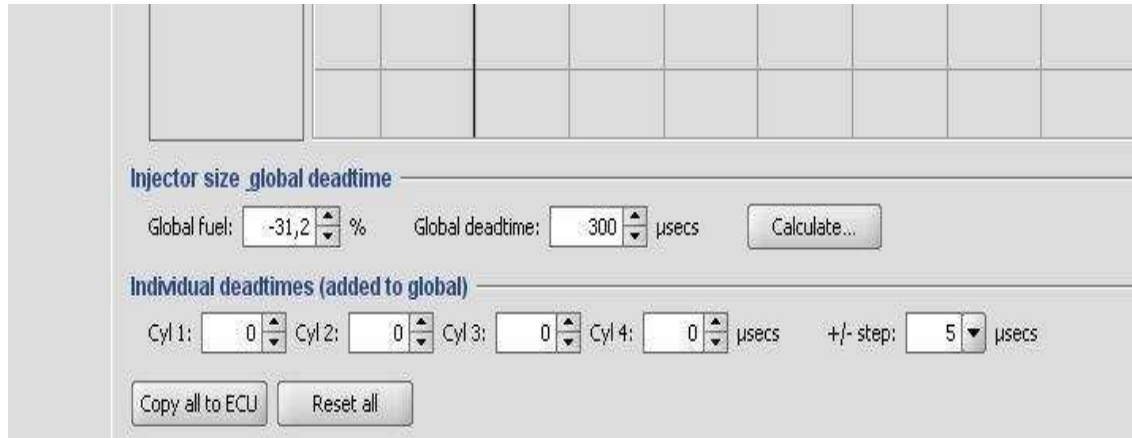 Injector size_global deadtime
Global fuel: -31,2 % Global deadtime: 300 µsecs Calculate...
Individual deadtimes (added to global)
Cyl 1: 0 Cyl 2: 0 Cyl 3: 0 Cyl 4: 0 µsecs +/- step: 5 µsecs
Copy all to ECU Reset all